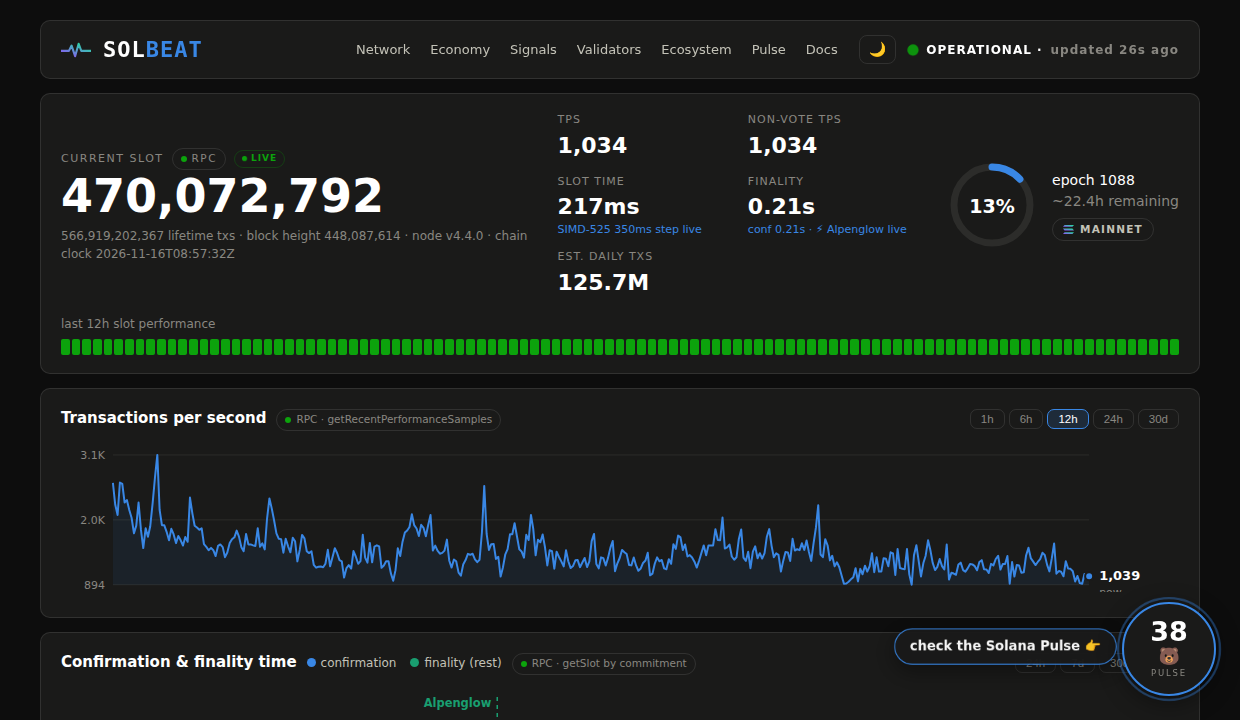 SOLBEAT
Network Economy Signals Validators Ecosystem Pulse Docs
OPERATIONAL · updated 26s ago
CURRENT SLOT RPC LIVE
470,072,792
566,919,202,367 lifetime txs · block height 448,087,614 · node v4.4.0 · chain
clock 2026-11-16T08:57:32Z
TPS
1,034
NON-VOTE TPS
1,034
SLOT TIME
217ms
SIMD-525 350ms step live
FINALITY
0.21s
conf 0.21s · ⚡ Alpenglow live
EST. DAILY TXS
125.7M
13%
epoch 1088
~22.4h remaining
MAINNET
last 12h slot performance
Transactions per second RPC · getRecentPerformanceSamples
1h 6h 12h 24h 30d
3.1K
2.0K
894
1,039
Confirmation & finality time confirmation finality (rest) RPC · getSlot by commitment
check the Solana Pulse 👉
38
PULSE
Alpenglow